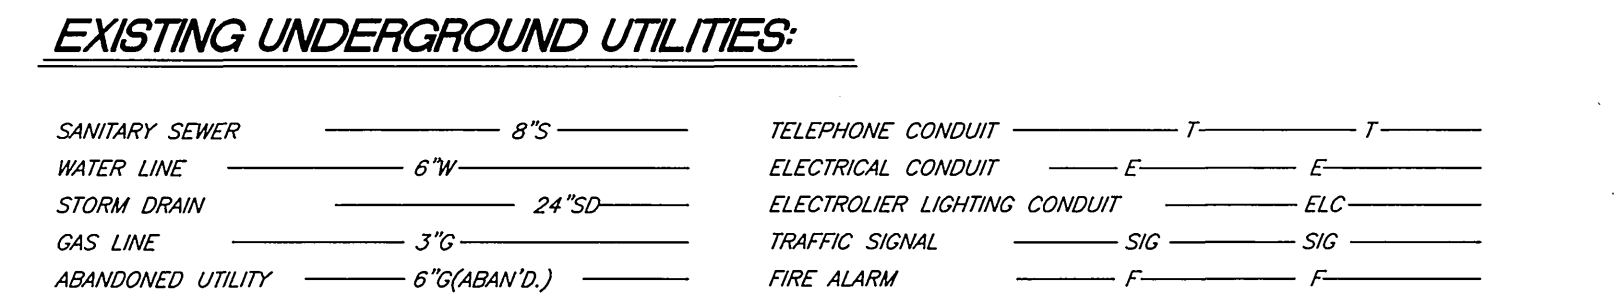 EXISTING UNDERGROUND UTILITIES:
SANITARY SEWER 8"S
WATER LINE 6"W
STORM DRAIN 24"SD
GAS LINE 3"G
ABANDONED UTILITY 6"G(ABAN'D.)
TELEPHONE CONDUIT T T
ELECTRICAL CONDUIT E E
ELECTROLIER LIGHTING CONDUIT ELC
TRAFFIC SIGNAL SIG SIG
FIRE ALARM F F